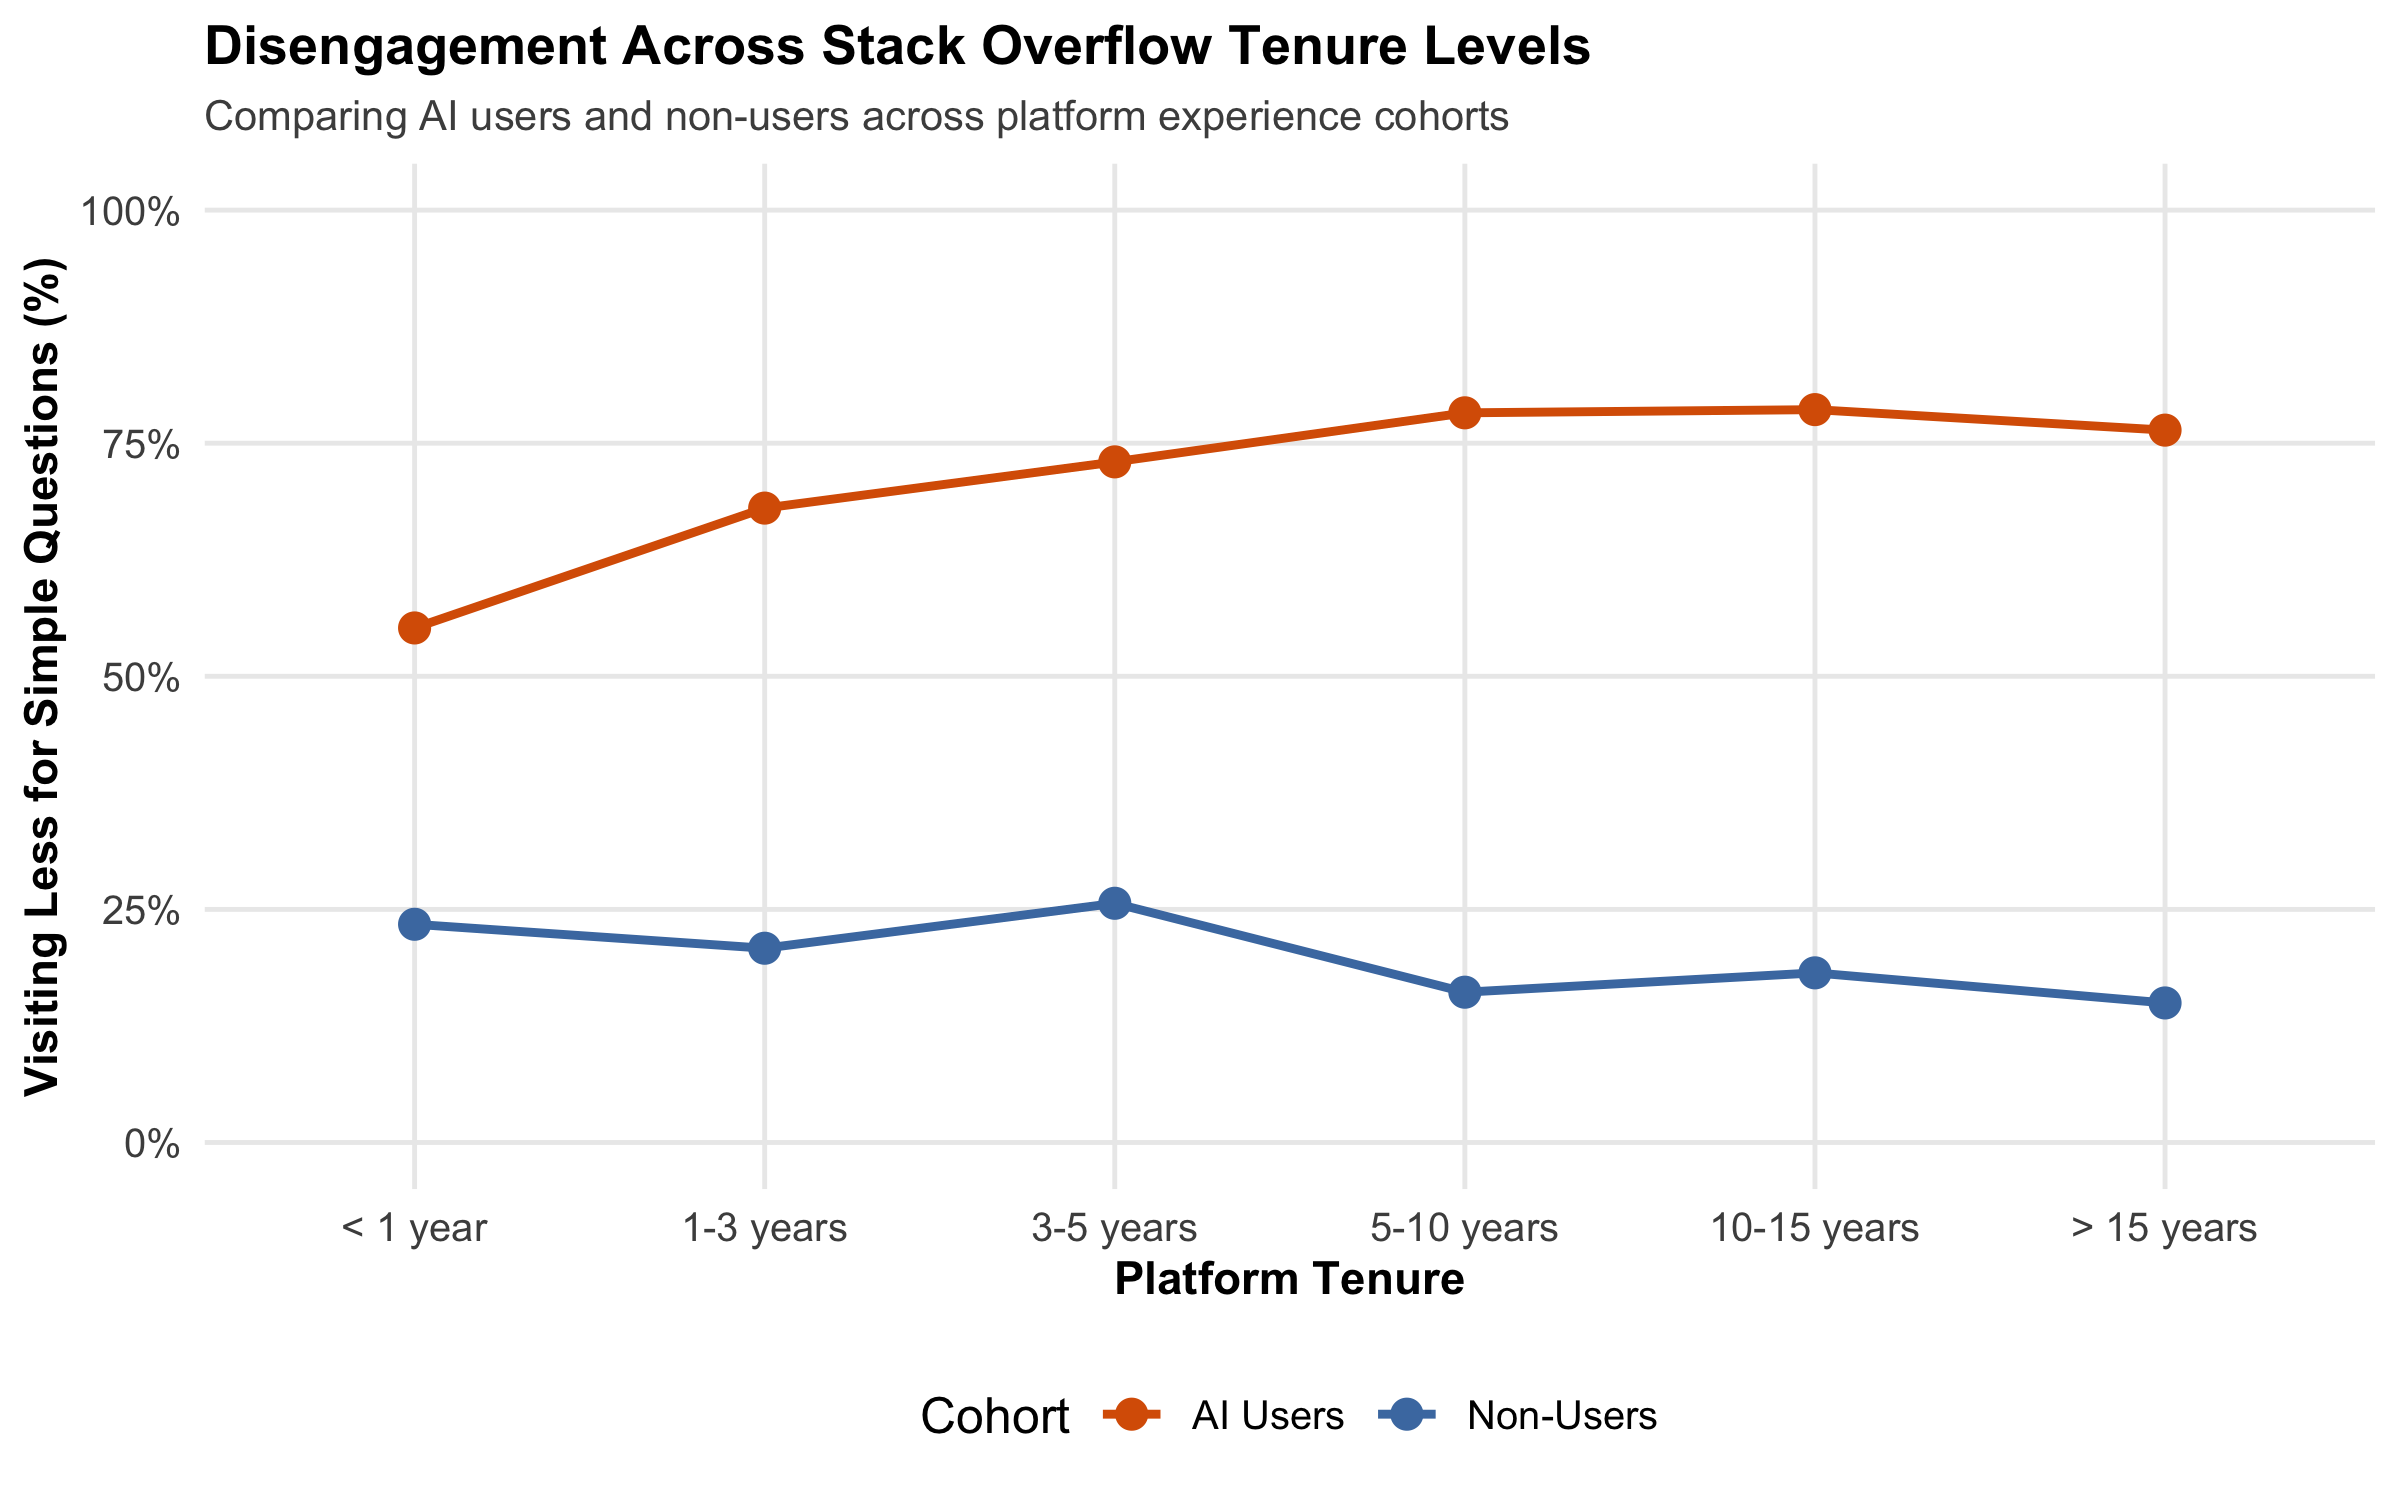 Disengagement Across Stack Overflow Tenure Levels
Comparing AI users and non-users across platform experience cohorts
Visiting Less for Simple Questions (%)
100%
75%
50%
25%
0%
< 1 year
1-3 years
3-5 years
5-10 years
10-15 years
> 15 years
Platform Tenure
Cohort
AI Users
Non-Users